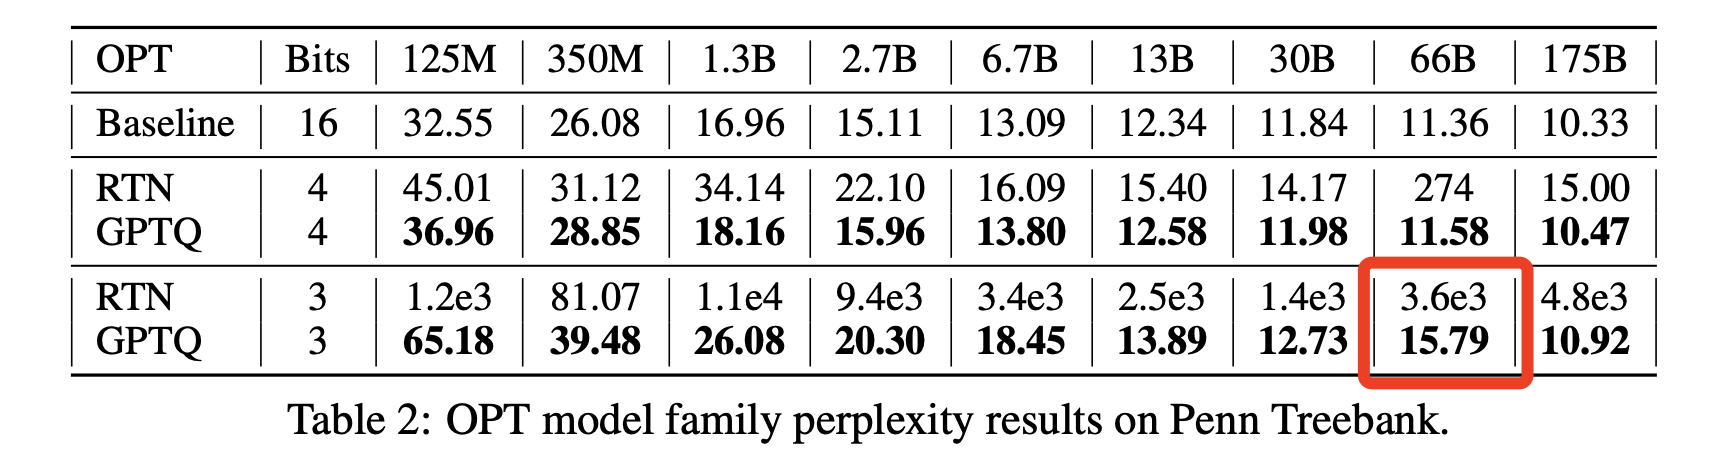 OPT Bits 125M 350M 1.3B 2.7B 6.7B 13B 30B 66B 175B
Baseline 16 32.55 26.08 16.96 15.11 13.09 12.34 11.84 11.36 10.33
RTN 4 45.01 31.12 34.14 22.10 16.09 15.40 14.17 274 15.00
GPTQ 4 36.96 28.85 18.16 15.96 13.80 12.58 11.98 11.58 10.47
RTN 3 1.2e3 81.07 1.1e4 9.4e3 3.4e3 2.5e3 1.4e3 3.6e3 4.8e3
GPTQ 3 65.18 39.48 26.08 20.30 18.45 13.89 12.73 15.79 10.92
Table 2: OPT model family perplexity results on Penn Treebank.